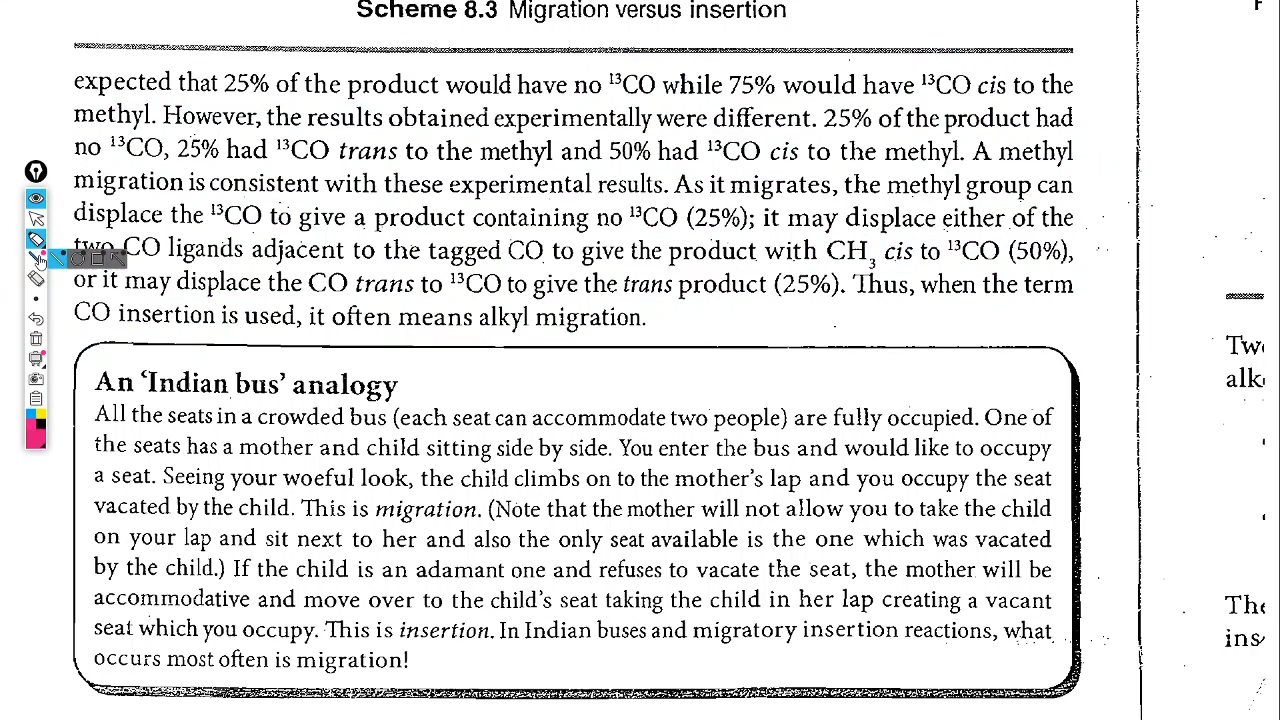 Scheme 8.3 Migration versus insertion
expected that 25% of the product would have no ¹³CO while 75% would have ¹³CO cis to the
methyl. However, the results obtained experimentally were different. 25% of the product had
no ¹³CO, 25% had ¹³CO trans to the methyl and 50% had ¹³CO cis to the methyl. A methyl
migration is consistent with these experimental results. As it migrates, the methyl group can
displace the ¹³CO to give a product containing no ¹³CO (25%); it may displace either of the
two CO ligands adjacent to the tagged CO to give the product with CH₃ cis to ¹³CO (50%),
or it may displace the CO trans to ¹³CO to give the trans product (25%). Thus, when the term
CO insertion is used, it often means alkyl migration.
An ‘Indian bus’ analogy
All the seats in a crowded bus (each seat can accommodate two people) are fully occupied. One of
the seats has a mother and child sitting side by side. You enter the bus and would like to occupy
a seat. Seeing your woeful look, the child climbs on to the mother’s lap and you occupy the seat
vacated by the child. This is migration. (Note that the mother will not allow you to take the child
on your lap and sit next to her and also the only seat available is the one which was vacated
by the child.) If the child is an adamant one and refuses to vacate the seat, the mother will be
accommodative and move over to the child’s seat taking the child in her lap creating a vacant
seat which you occupy. This is insertion. In Indian buses and migratory insertion reactions, what
occurs most often is migration!